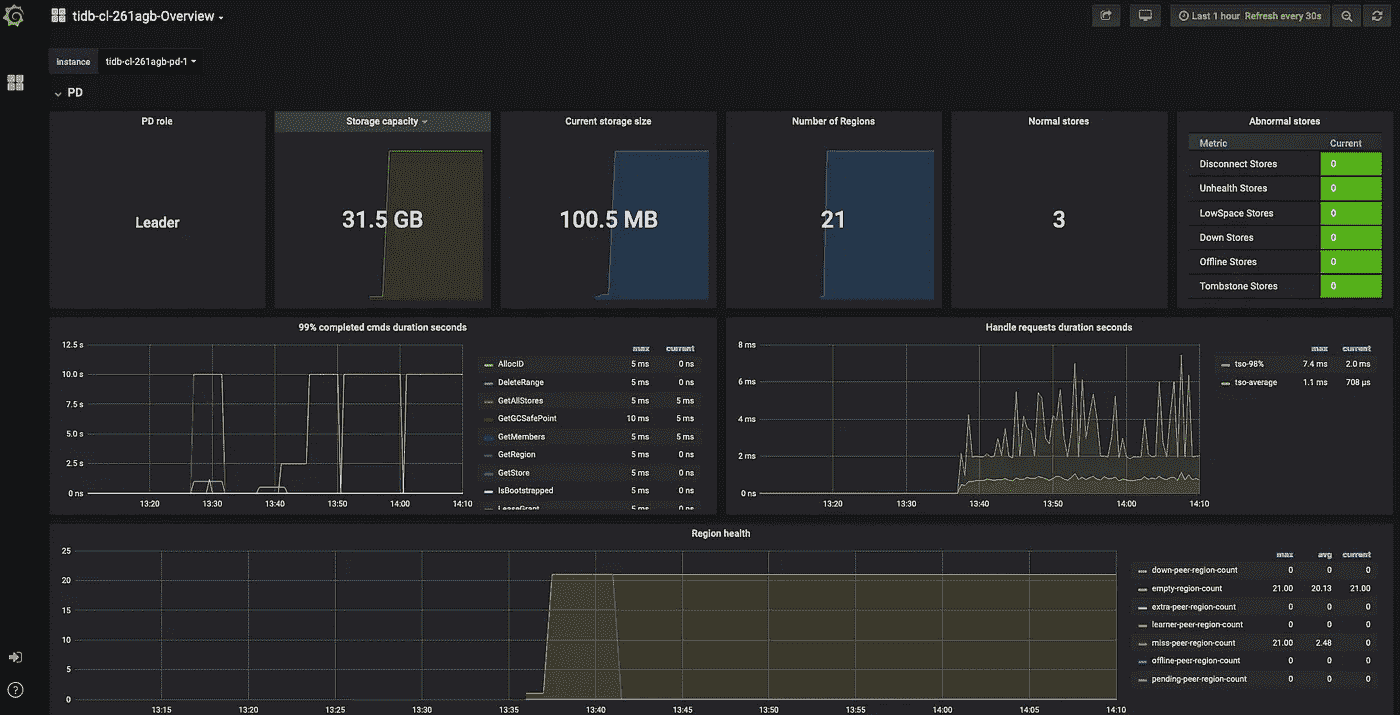 tidb-cl-261agb-Overview
Last 1 hour Refresh every 30s
Instance tidb-cl-261agb-pd-1
PD
PD role
Leader
Storage capacity
31.5 GB
Current storage size
100.5 MB
Number of Regions
21
Normal stores
3
Abnormal stores
Metric Current
Disconnect Stores 0
Unhealth Stores 0
LowSpace Stores 0
Down Stores 0
Offline Stores 0
Tombstone Stores 0
99% completed cmds duration seconds
12.5 s
10.0 s
7.5 s
5.0 s
2.5 s
0 ns
13:20 13:30 13:40 13:50 14:00 14:10
max current
AllocID 5 ms 0 ns
DeleteRange 5 ms 0 ns
GetAllStores 5 ms 5 ms
GetGCSafePoint 10 ms 5 ms
GetMembers 5 ms 5 ms
GetRegion 5 ms 0 ns
GetStore 5 ms 0 ns
IsBootstrapped 5 ms 0 ns
LeaseGrant 5 ms 0 ns
Handle requests duration seconds
8 ms
6 ms
4 ms
2 ms
0 ns
13:20 13:30 13:40 13:50 14:00 14:10
max current
tso-98% 7.4 ms 2.0 ms
tso-average 1.1 ms 708 µs
Region health
25
20
15
10
5
0
13:15 13:20 13:25 13:30 13:35 13:40 13:45 13:50 13:55 14:00 14:05 14:10
max avg current
down-peer-region-count 0 0 0
empty-region-count 21.00 20.13 21.00
extra-peer-region-count 0 0 0
learner-peer-region-count 0 0 0
miss-peer-region-count 21.00 2.48 0
offline-peer-region-count 0 0 0
pending-peer-region-count 0 0 0